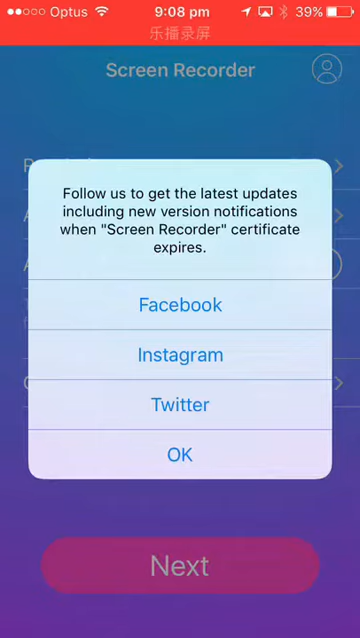 Optus 9:08 pm 39%
乐播录屏
Screen Recorder
Follow us to get the latest updates
including new version notifications
when "Screen Recorder" certificate
expires.
Facebook
Instagram
Twitter
OK
Next